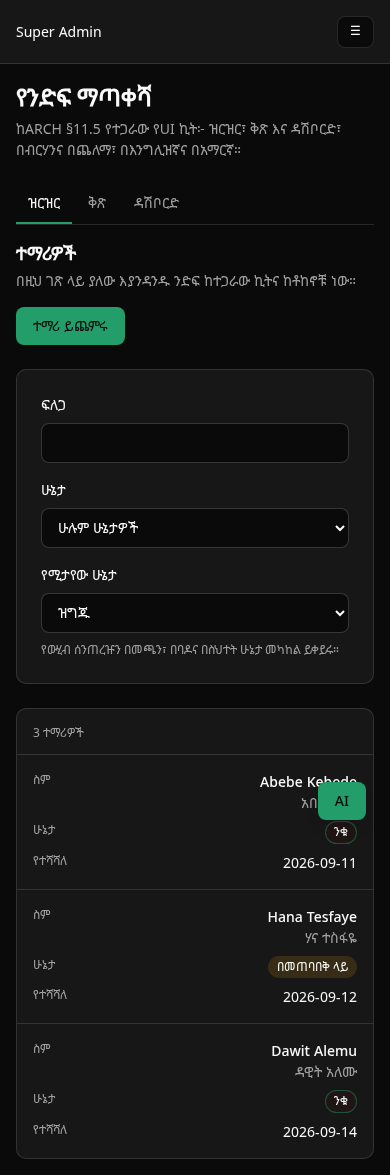 Super Admin
☰
የንድፍ ማጣቀሻ
ከARCH §11.5 የተጋራው የUI ኪት፦ ዝርዝር፣ ቅጽ እና ዳሽቦርድ፣
በብርሃንና በጨለማ፣ በእንግሊዝኛና በአማርኛ።
ዝርዝር ቅጽ ዳሽቦርድ
ተማሪዎች
በዚህ ገጽ ላይ ያለው እያንዳንዱ ንድፍ ከተጋራው ኪትና ከቶከኖቹ ነው።
ተማሪ ይጨምሩ
ፍለጋ
ሁኔታ
ሁሉም ሁኔታዎች
የሚታየው ሁኔታ
ዝግጁ
የውሂብ ሰንጠረዡን በመጫን፣ በባዶና በስህተት ሁኔታ መካከል ይቀይሩ።
3 ተማሪዎች
ስም Abebe
AI
ሁኔታ ንቁ
የተሻሻለ 2026-09-11
ስም Hana Tesfaye
ሃና ተስፋዬ
ሁኔታ በመጠባበቅ ላይ
የተሻሻለ 2026-09-12
ስም Dawit Alemu
ዳዊት አለሙ
ሁኔታ ንቁ
የተሻሻለ 2026-09-14